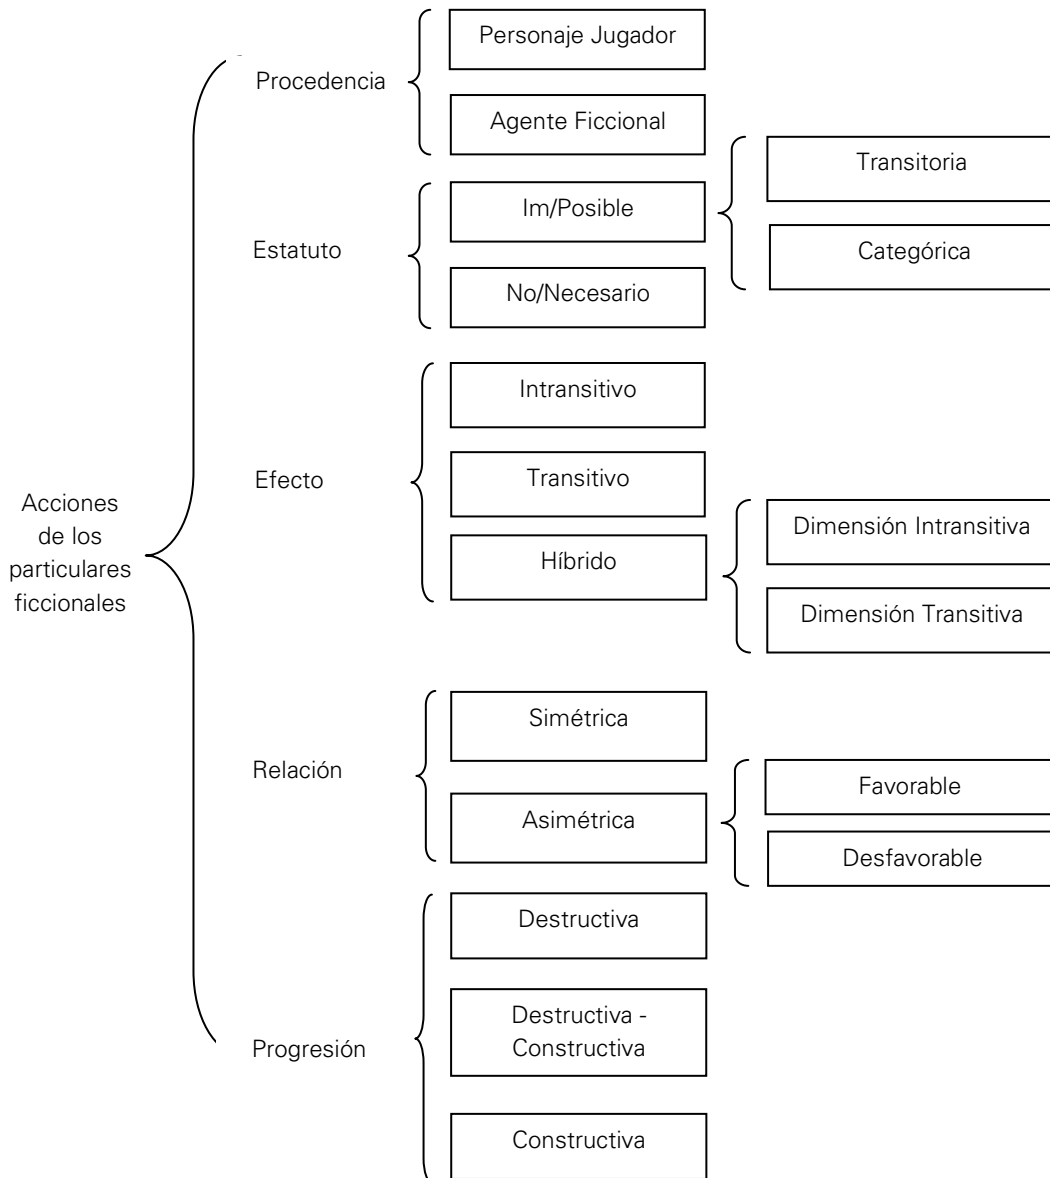 Acciones
de los
particulares
ficcionales
Procedencia
Personaje Jugador
Agente Ficcional
Estatuto
Im/Posible
Transitoria
Categórica
No/Necesario
Efecto
Intransitivo
Transitivo
Híbrido
Dimensión Intransitiva
Dimensión Transitiva
Relación
Simétrica
Asimétrica
Favorable
Desfavorable
Progresión
Destructiva
Destructiva -
Constructiva
Constructiva